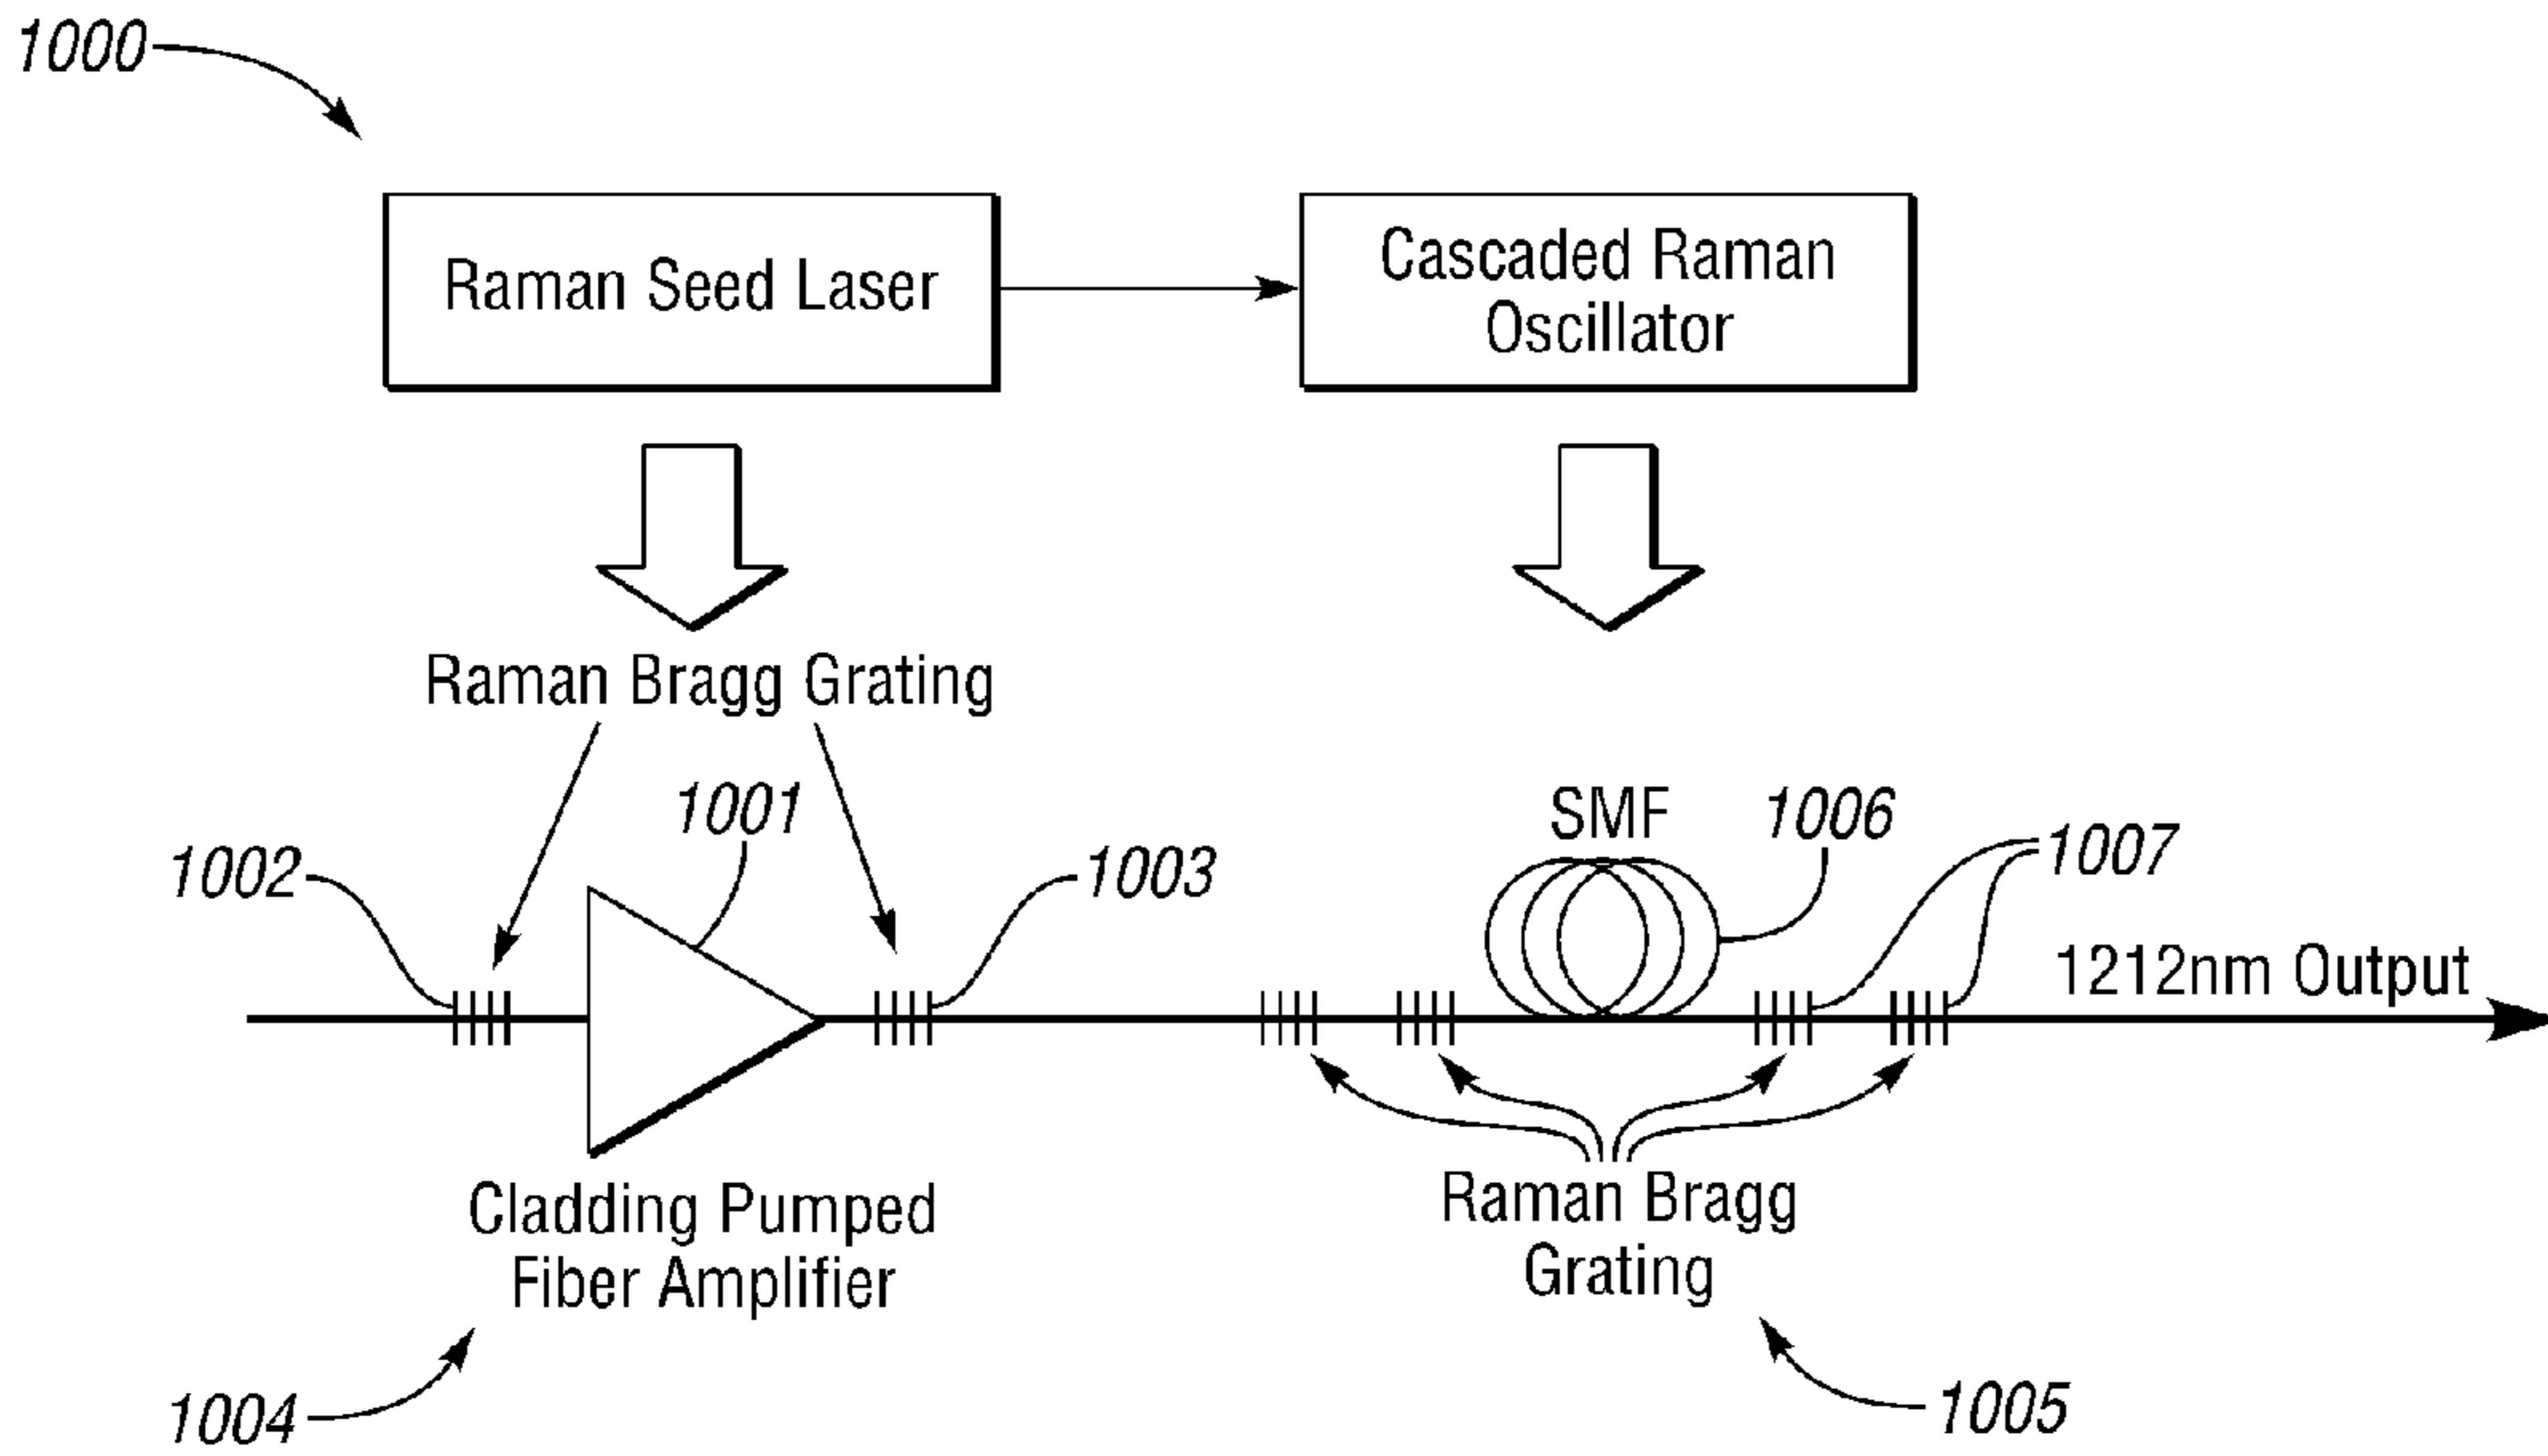 1000
Raman Seed Laser
Cascaded Raman
Oscillator
Raman Bragg Grating
1001
SMF
1006
1002
1003
1007
1212nm Output
Cladding Pumped
Fiber Amplifier
Raman Bragg
Grating
1004
1005